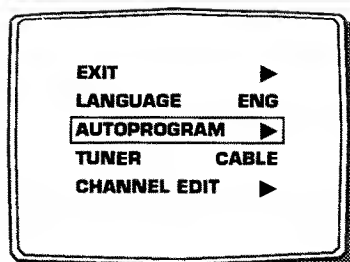 EXIT ▶
LANGUAGE ENG
AUTOPROGRAM ▶
TUNER CABLE
CHANNEL EDIT ▶